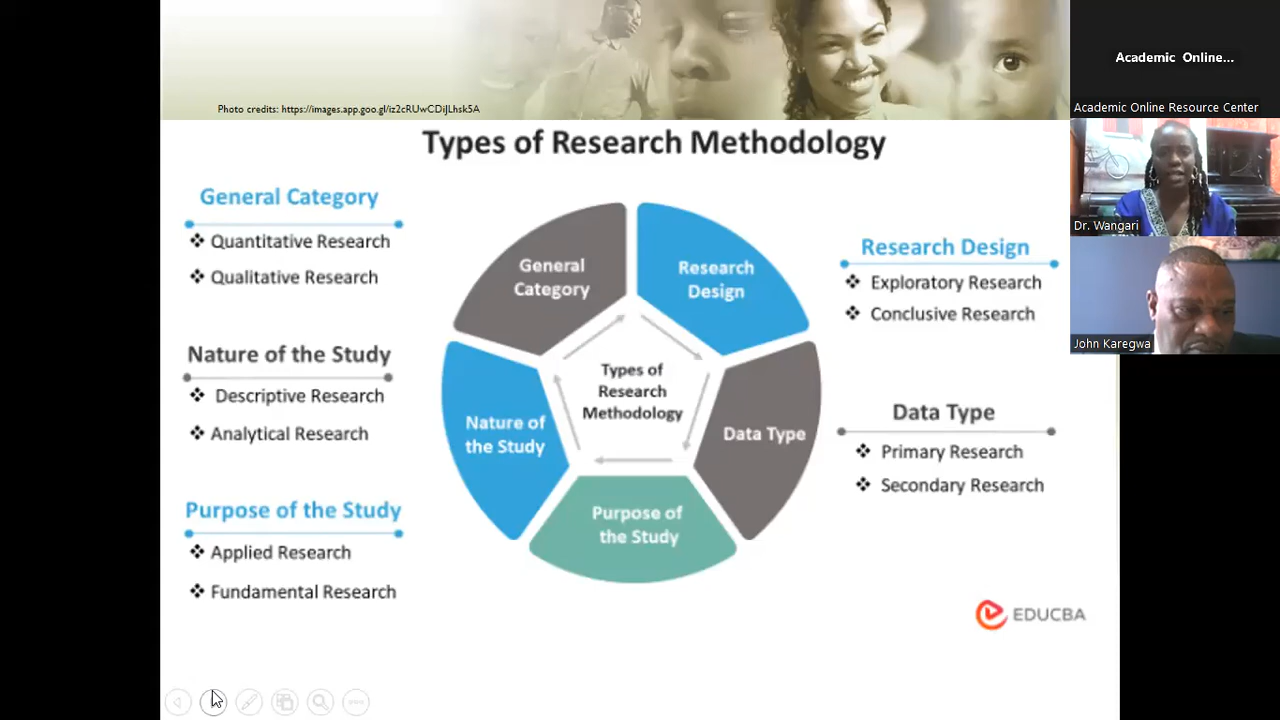 Photo credits: https://images.app.goo.gl/iz2cRUwCDiJLhsk5A
Types of Research Methodology
General Category
❖ Quantitative Research
❖ Qualitative Research
Nature of the Study
❖ Descriptive Research
❖ Analytical Research
Purpose of the Study
❖ Applied Research
❖ Fundamental Research
General
Category
Research
Design
Nature of
the Study
Types of
Research
Methodology
Data Type
Purpose of
the Study
Research Design
❖ Exploratory Research
❖ Conclusive Research
Data Type
❖ Primary Research
❖ Secondary Research
EDUCBA
Academic Online...
Academic Online Resource Center
Dr. Wangari
John Karegwa